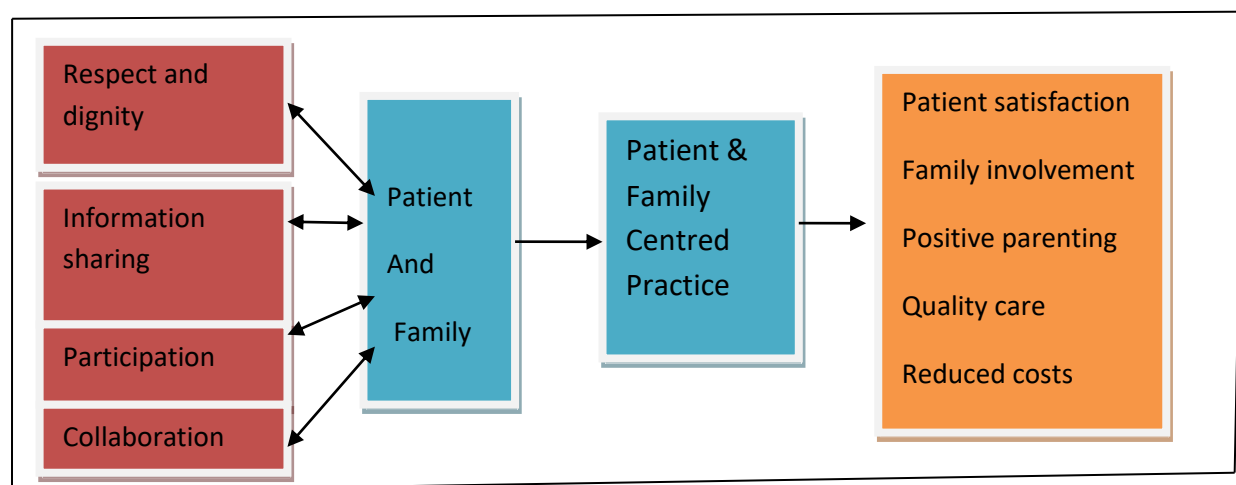 Respect and
dignity
Information
sharing
Participation
Collaboration
Patient
And
Family
Patient &
Family
Centred
Practice
Patient satisfaction
Family involvement
Positive parenting
Quality care
Reduced costs